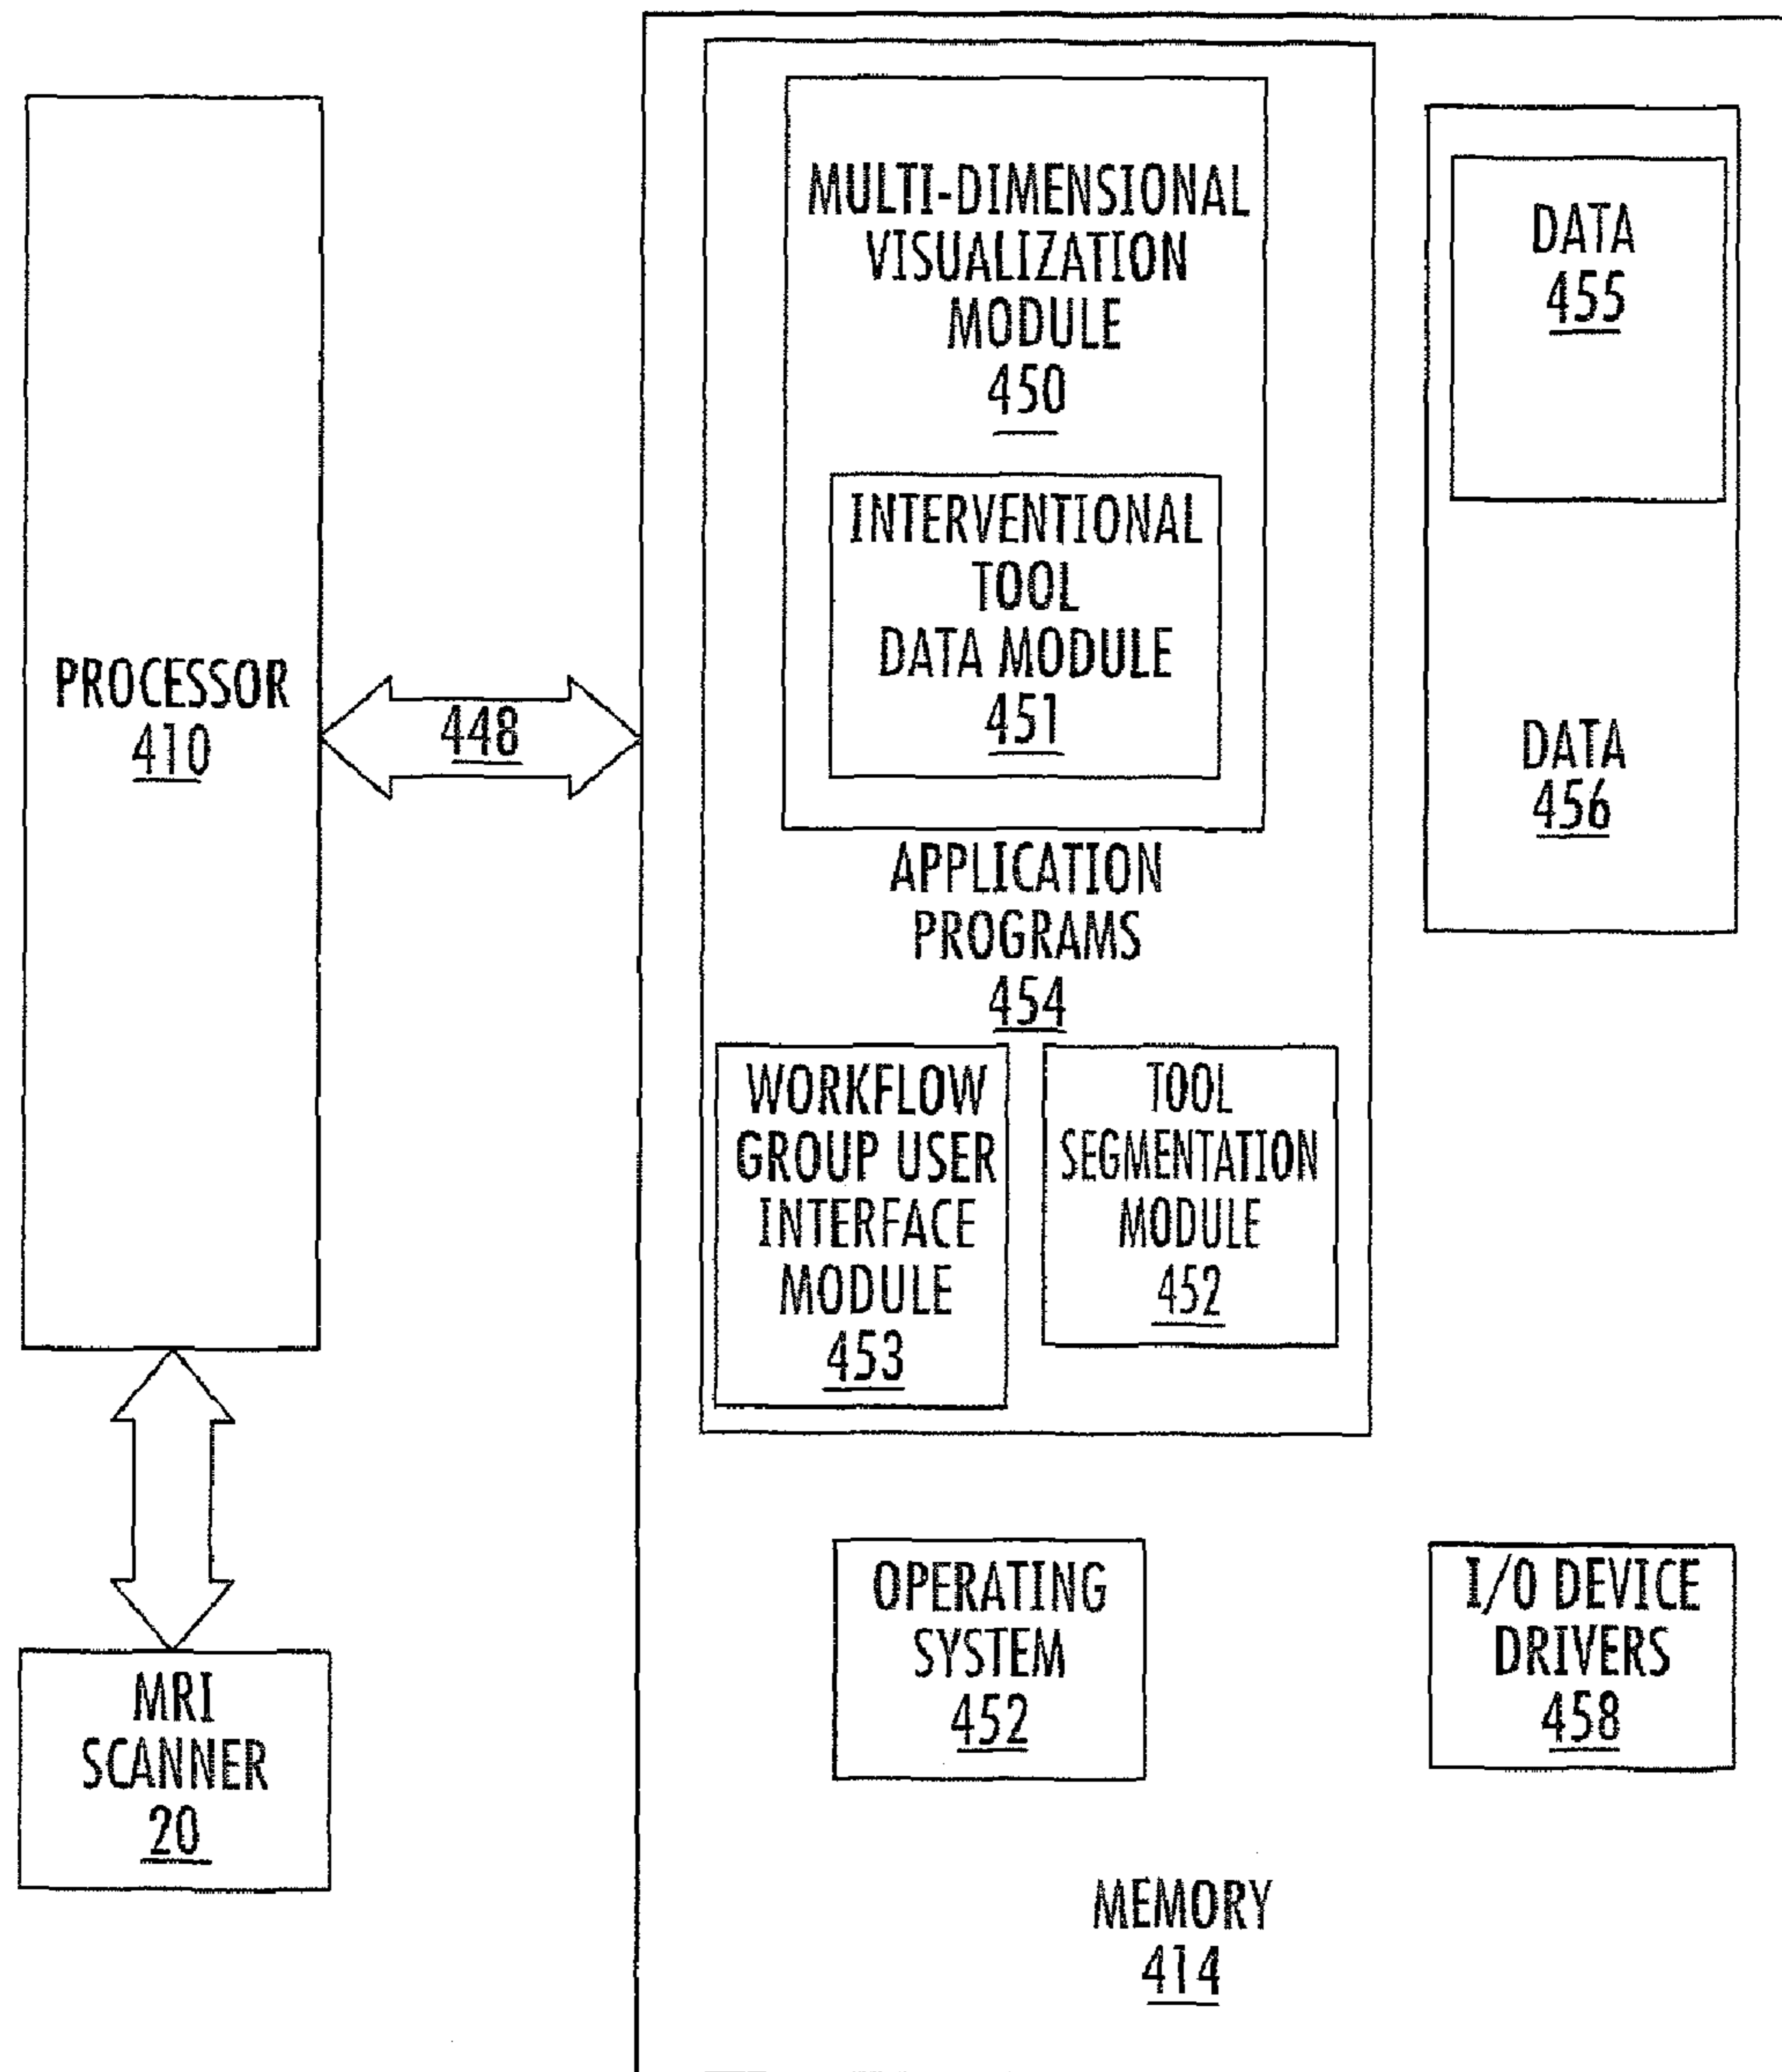 PROCESSOR
410
448
MRI
SCANNER
20
MULTI-DIMENSIONAL
VISUALIZATION
MODULE
450
INTERVENTIONAL
TOOL
DATA MODULE
451
APPLICATION
PROGRAMS
454
WORKFLOW
GROUP USER
INTERFACE
MODULE
453
TOOL
SEGMENTATION
MODULE
452
DATA
455
DATA
456
OPERATING
SYSTEM
452
I/O DEVICE
DRIVERS
458
MEMORY
414